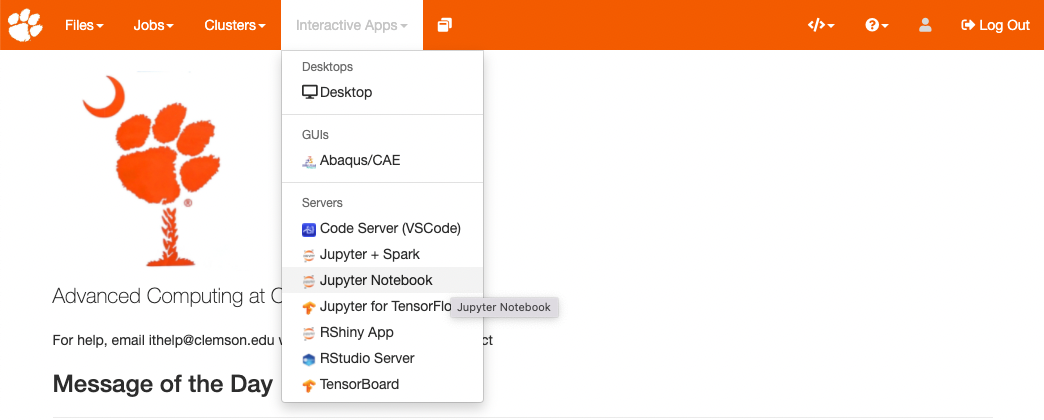 Files Jobs Clusters Interactive Apps Log Out
Desktops
Desktop
GUIs
Abaqus/CAE
Servers
Code Server (VSCode)
Jupyter + Spark
Jupyter Notebook
Jupyter for TensorFlo
Jupyter Notebook
RShiny App
RStudio Server
TensorBoard
Advanced Computing at
For help, email ithelp@clemson.edu
Message of the Day